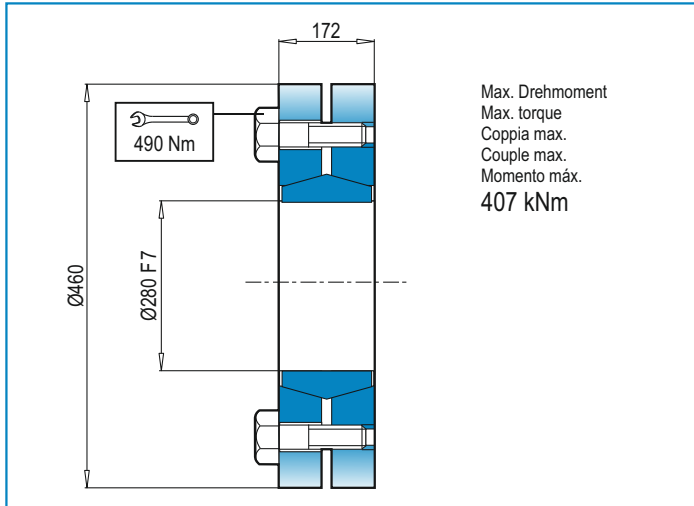 172
490 Nm
Ø460
Ø280 F7
Max. Drehmoment
Max. torque
Coppia max.
Couple max.
Momento máx.
407 kNm